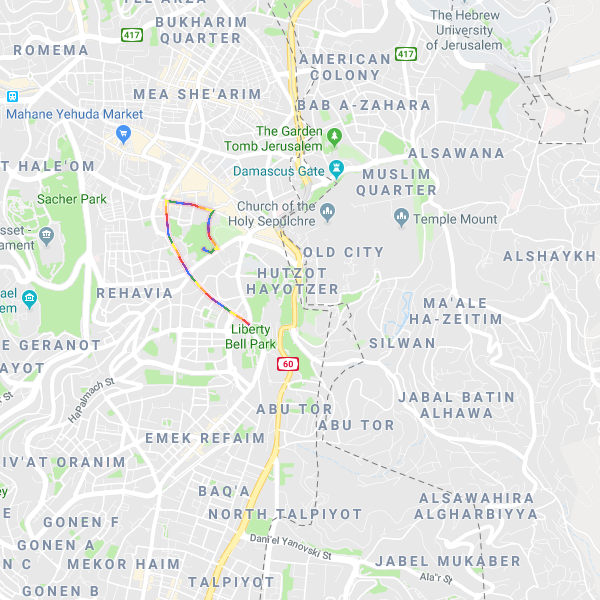 BUKHARIM
QUARTER
417
The Hebrew
University
of Jerusalem
ROMEMA
417
AMERICAN
COLONY
MEA SHE'ARIM
BAB A-ZAHARA
Mahane Yehuda Market
The Garden
Tomb Jerusalem
ALSAWANA
T HALE'OM
Damascus Gate
MUSLIM
QUARTER
Sacher Park
Church of the
Holy Sepulchre
Temple Mount
sset -
ament
OLD CITY
ALSHAYKH
HUTZOT
HAYOTZER
REHAVIA
ael
em
MA'ALE
HA-ZEITIM
Liberty
Bell Park
E GERANOT
AYOT
SILWAN
60
HaPalmach St
St
JABAL BATIN
ALHAWA
ABU TOR
ABU TOR
EMEK REFAIM
IV'AT ORANIM
BAQ'A
ey
ALSAWAHIRA
ALGHARBIYYA
NORTH TALPIYOT
E
GONEN F
GONEN A
Dani'el Yanovski St
C
MEKOR HAIM
JABEL MUKABER
N C
TALPIYOT
Ala"r St
GONEN B